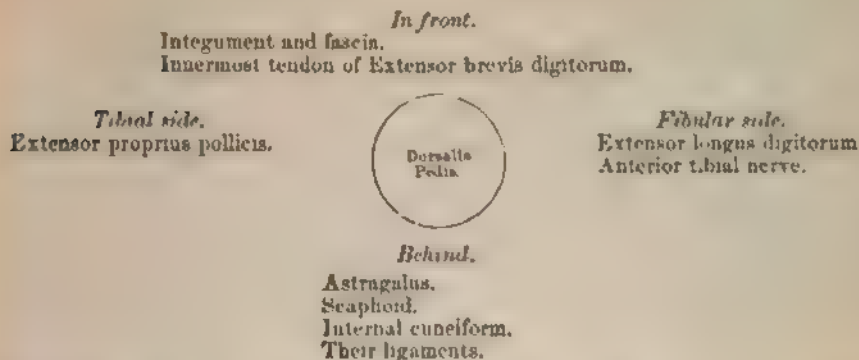 In front.
Integument and fascia.
Innermost tendon of Extensor brevis digitorum.
Tibial side.
Extensor proprius pollicis.
Dorsalis
Pedis.
Fibular side.
Extensor longus digitorum
Anterior tibial nerve.
Behind.
Astragalus.
Scaphoid.
Internal cuneiform.
Their ligaments.